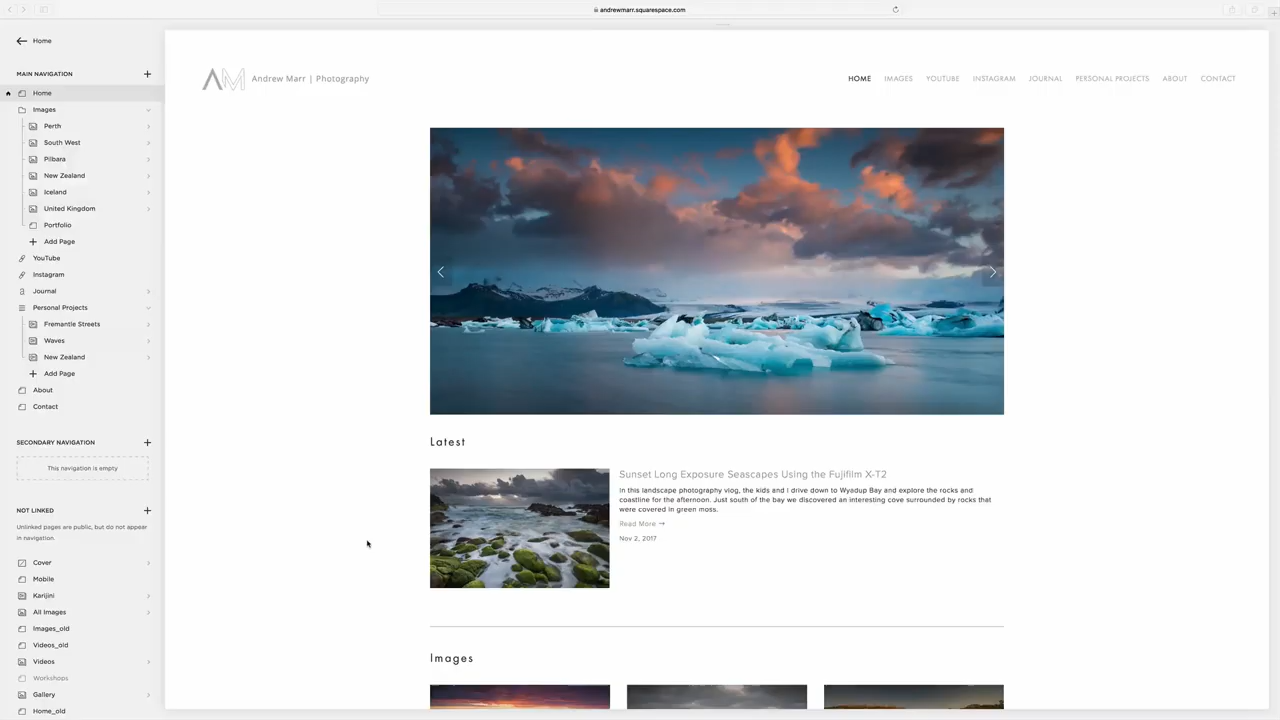 andrewmarr.squarespace.com
Home
MAIN NAVIGATION
Home
Images
Perth
South West
Pilbara
New Zealand
Iceland
United Kingdom
Portfolio
Add Page
YouTube
Instagram
Journal
Personal Projects
Fremantle Streets
Waves
New Zealand
Add Page
About
Contact
SECONDARY NAVIGATION
This navigation is empty
NOT LINKED
Unlinked pages are public, but do not appear
in navigation.
Cover
Mobile
Karijini
All Images
Images_old
Videos_old
Videos
Workshops
Gallery
Home_old
AM Andrew Marr | Photography
HOME IMAGES YOUTUBE INSTAGRAM JOURNAL PERSONAL PROJECTS ABOUT CONTACT
Latest
Sunset Long Exposure Seascapes Using the Fujifilm X-T2
In this landscape photography vlog, the kids and I drive down to Wyadup Bay and explore the rocks and
coastline for the afternoon. Just south of the bay we discovered an interesting cove surrounded by rocks that
were covered in green moss.
Read More →
Nov 2, 2017
Images